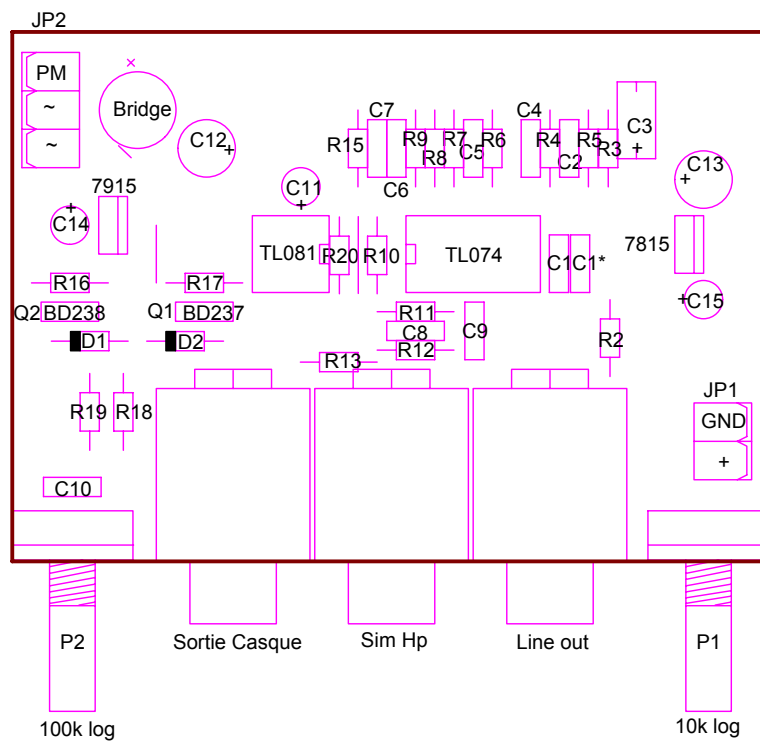 JP2
PM
~
~
Bridge
C12
C7
R15
R9
R8
R7
C5
R6
C6
C4
R4
C2
R5
R3
C3
+
C13
+
+
7915
C14
+
C11
+
TL081
R20
R10
TL074
C1
C1*
7815
C15
+
R16
R17
Q2
BD238
Q1
BD237
D1
D2
R11
C8
R12
C9
R2
R13
R19
R18
JP1
GND
+
C10
P2
Sortie Casque
Sim Hp
Line out
P1
100k log
10k log